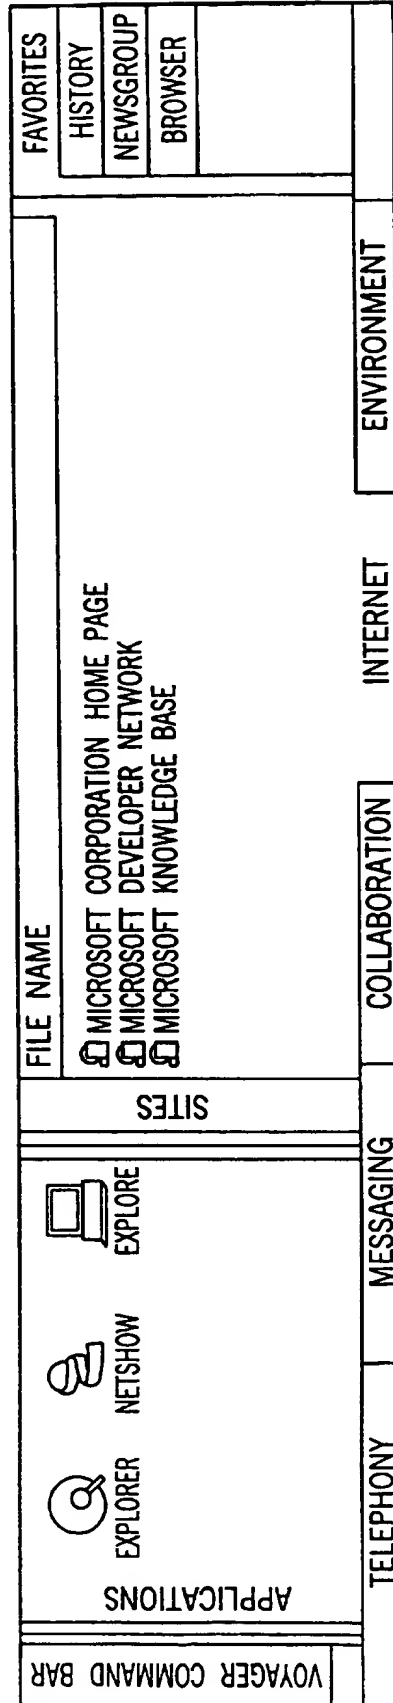 VOYAGER COMMAND BAR
APPLICATIONS
EXPLORER
NETSHOW
EXPLORE
SITES
FILE NAME
MICROSOFT CORPORATION HOME PAGE
MICROSOFT DEVELOPER NETWORK
MICROSOFT KNOWLEDGE BASE
FAVORITES
HISTORY
NEWSGROUP
BROWSER
TELEPHONY
MESSAGING
COLLABORATION
INTERNET
ENVIRONMENT